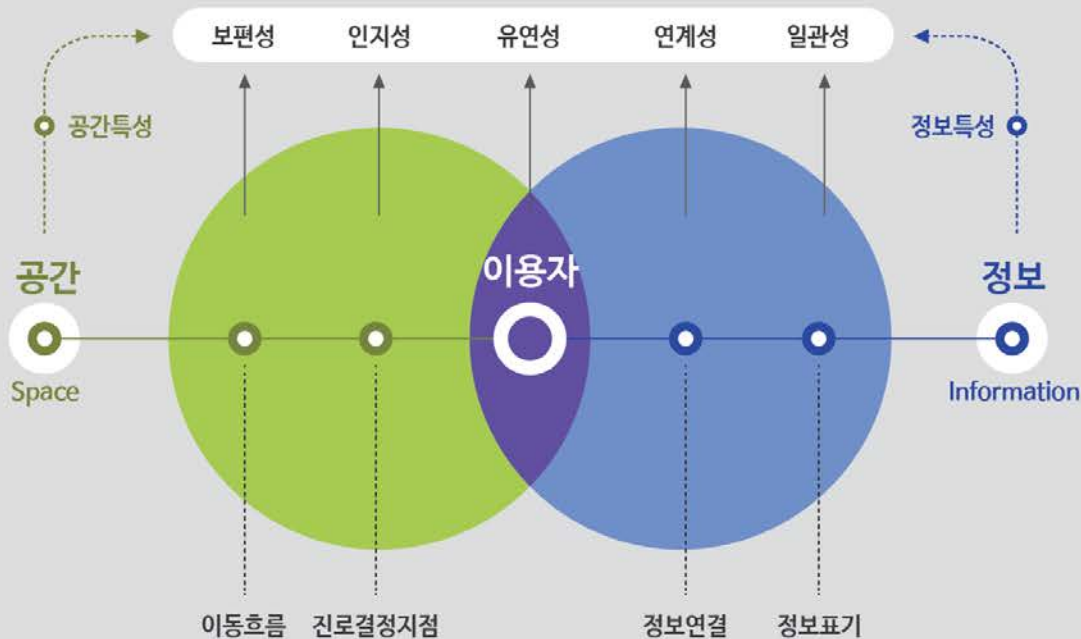 보편성 인지성 유연성 연계성 일관성
공간특성 정보특성
공간 이용자 정보
Space Information
이동흐름 진로결정지점 정보연결 정보표기